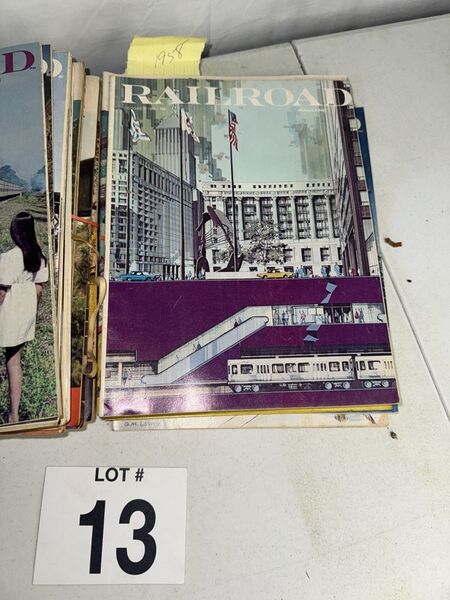 1958
D
RAILROAD
G.M. L
LOT #
13